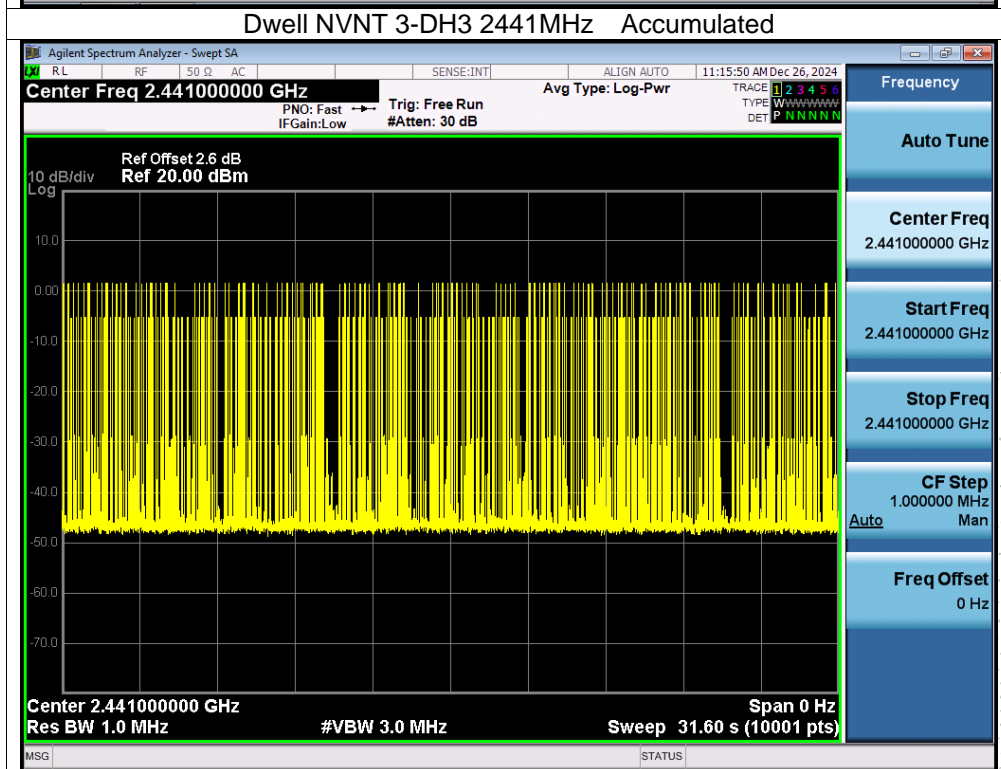 Dwell NVNT 3-DH3 2441MHz    Accumulated
Agilent Spectrum Analyzer - Swept SA
LXI RL RF 50 Ω AC SENSE:INT ALIGN AUTO 11:15:50 AM Dec 26, 2024
Center Freq 2.441000000 GHz
PNO: Fast
IFGain:Low
Trig: Free Run
#Atten: 30 dB
Avg Type: Log-Pwr
TRACE 1 2 3 4 5 6
TYPE WWWWWWW
DET P N N N N N
Ref Offset 2.6 dB
10 dB/div Ref 20.00 dBm
Log
10.0
0.00
-10.0
-20.0
-30.0
-40.0
-50.0
-60.0
-70.0
Center 2.441000000 GHz Span 0 Hz
Res BW 1.0 MHz #VBW 3.0 MHz Sweep 31.60 s (10001 pts)
MSG STATUS
Frequency
Auto Tune
Center Freq
2.441000000 GHz
Start Freq
2.441000000 GHz
Stop Freq
2.441000000 GHz
CF Step
1.000000 MHz
Auto Man
Freq Offset
0 Hz